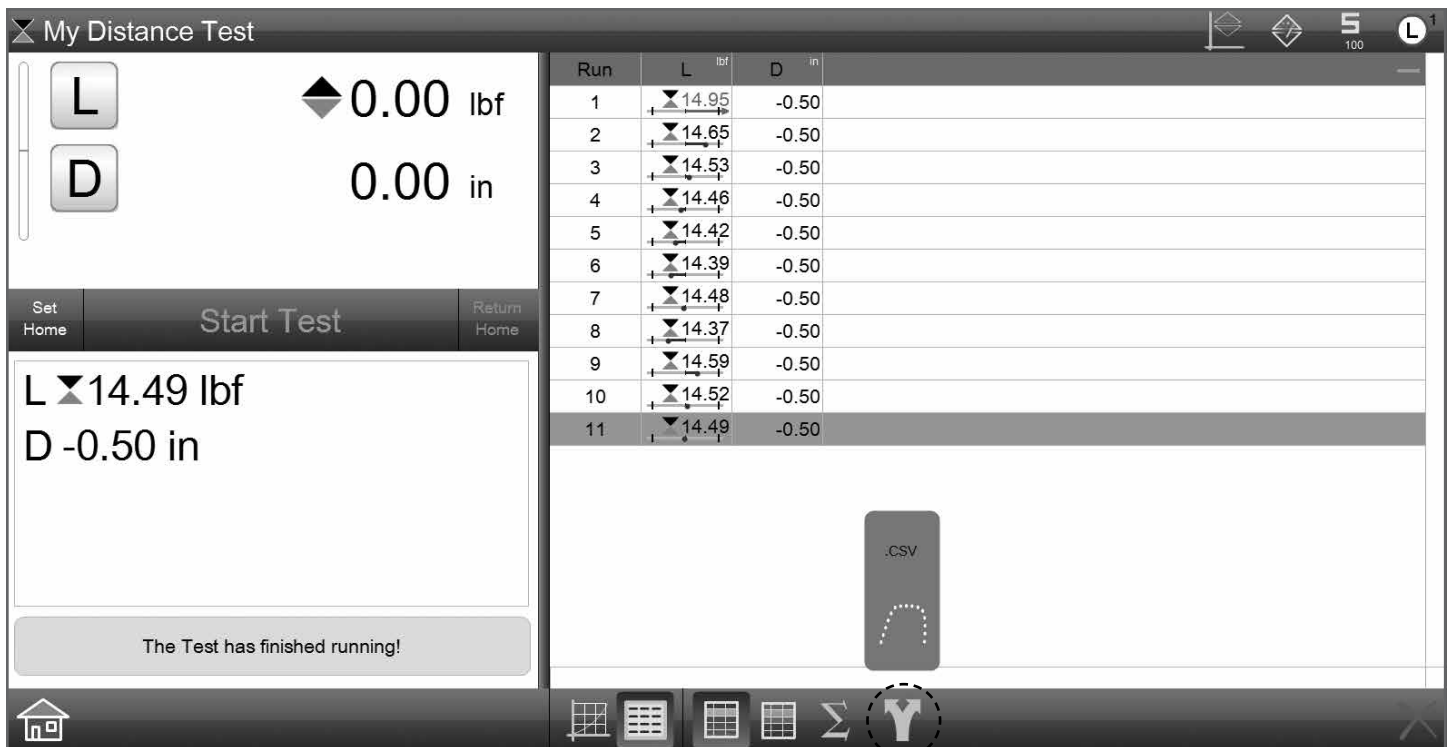 My Distance Test
5
100
L
1
L
0.00 lbf
D
0.00 in
Set
Home
Start Test
Return
Home
L 14.49 lbf
D -0.50 in
The Test has finished running!
Run L lbf D in
1 14.95 -0.50
2 14.65 -0.50
3 14.53 -0.50
4 14.46 -0.50
5 14.42 -0.50
6 14.39 -0.50
7 14.48 -0.50
8 14.37 -0.50
9 14.59 -0.50
10 14.52 -0.50
11 14.49 -0.50
.CSV
Σ